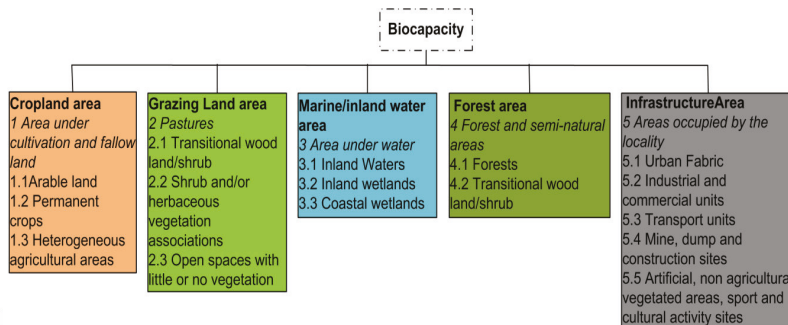 Biocapacity
Cropland area
1 Area under
cultivation and fallow
land
1.1Arable land
1.2 Permanent
crops
1.3 Heterogeneous
agricultural areas
Grazing Land area
2 Pastures
2.1 Transitional wood
land/shrub
2.2 Shrub and/or
herbaceous
vegetation
associations
2.3 Open spaces with
little or no vegetation
Marine/inland water
area
3 Area under water
3.1 Inland Waters
3.2 Inland wetlands
3.3 Coastal wetlands
Forest area
4 Forest and semi-natural
areas
4.1 Forests
4.2 Transitional wood
land/shrub
InfrastructureArea
5 Areas occupied by the
locality
5.1 Urban Fabric
5.2 Industrial and
commercial units
5.3 Transport units
5.4 Mine, dump and
construction sites
5.5 Artificial, non agricultura
vegetated areas, sport and
cultural activity sites